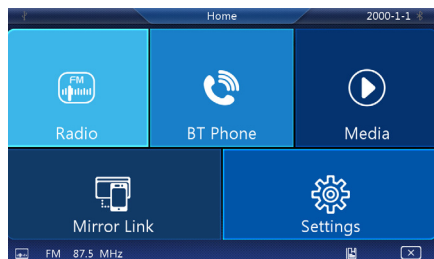 Home
2000-1-1
FM
Radio
BT Phone
Media
Mirror Link
Settings
FM 87.5 MHz